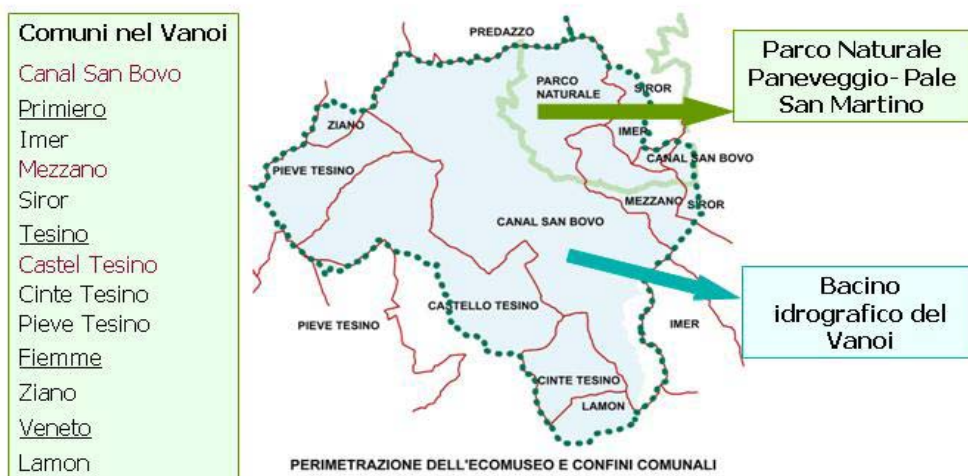 Comuni nel Vanoi
Canal San Bovo
Primiero
Imer
Mezzano
Siror
Tesino
Castel Tesino
Cinte Tesino
Pieve Tesino
Fiemme
Ziano
Veneto
Lamon
PREDAZZO
PARCO
NATURALE
SIROR
ZIANO
IMER
PIEVE TESINO
CANAL SAN BOVO
MEZZANO
SIROR
CANAL SAN BOVO
CASTELLO TESINO
PIEVE TESINO
IMER
CINTE TESINO
LAMON
PERIMETRAZIONE DELL'ECOMUSEO E CONFINI COMUNALI
Parco Naturale
Paneveggio-Pale
San Martino
Bacino
idrografico del
Vanoi